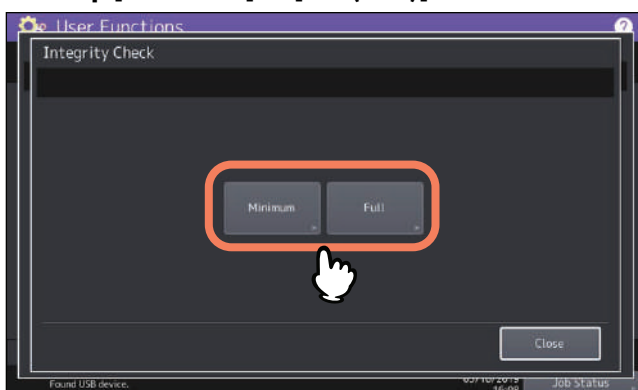 User Functions
?
Integrity Check
Minimum
Full
Close
Found USB device.
Job Status